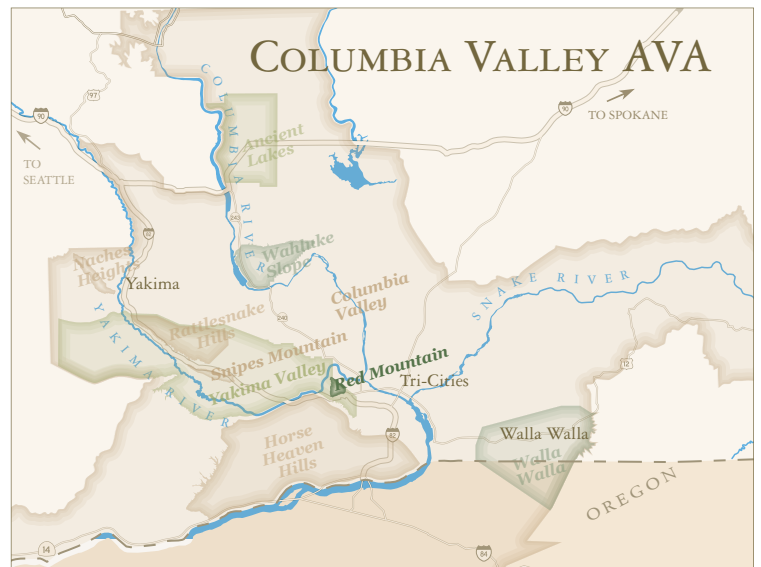 COLUMBIA VALLEY AVA
97
90
90
TO SPOKANE
TO
SEATTLE
COLUMBIA RIVER
Ancient
Lakes
243
82
Naches
Heights
Yakima
Wahluke
Slope
Columbia
Valley
SNAKE RIVER
240
Rattlesnake
Hills
YAKIMA RIVER
Snipes Mountain
Yakima Valley
Red Mountain
Tri-Cities
12
Horse
Heaven
Hills
82
Walla Walla
Walla
Walla
OREGON
14
84